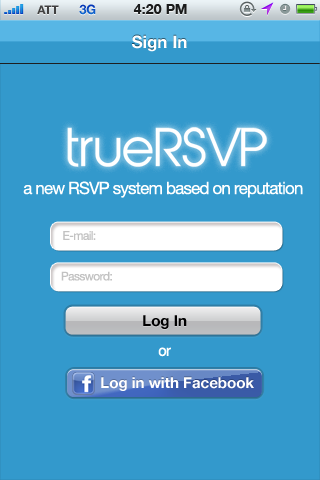 ATT 3G 4:20 PM
Sign In
trueRSVP
a new RSVP system based on reputation
E-mail:
Password:
Log In
or
f Log in with Facebook